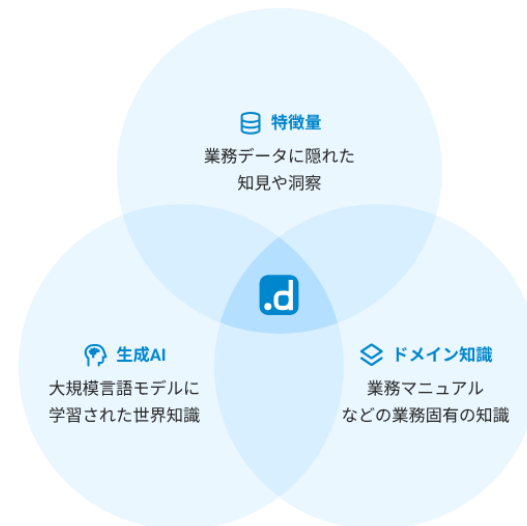 特徴量
業務データに隠れた
知見や洞察
.d
生成AI
大規模言語モデルに
学習された世界知識
ドメイン知識
業務マニュアル
などの業務固有の知識